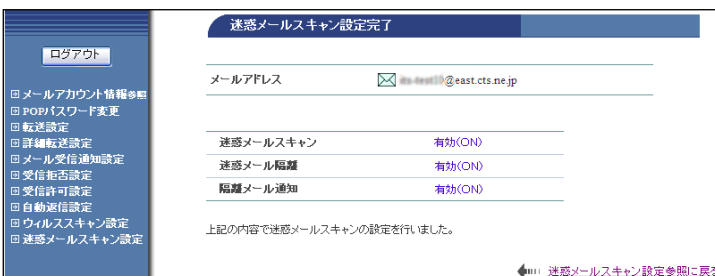 迷惑メールスキャン設定完了
ログアウト
メールアドレス
@east.cts.ne.jp
メールアカウント情報参照
POPパスワード変更
転送設定
詳細転送設定
メール受信通知設定
受信拒否設定
受信許可設定
自動返信設定
ウィルススキャン設定
迷惑メールスキャン設定
迷惑メールスキャン 有効(ON)
迷惑メール隔離 有効(ON)
隔離メール通知 有効(ON)
上記の内容で迷惑メールスキャンの設定を行いました。
迷惑メールスキャン設定参照に戻る